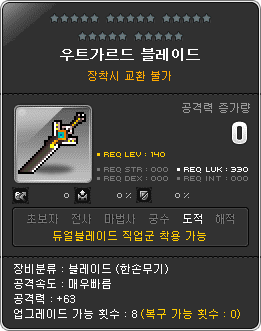 우트가르드 블레이드
장착시 교환 불가
공격력 증가량
0
REQ LEV : 140
REQ STR : 000 REQ LUK : 330
REQ DEX : 000 REQ INT : 000
0 % 0 % 0 %
초보자 전사 마법사 궁수 도적 해적
듀얼블레이드 직업군 착용 가능
장비분류 : 블레이드 (한손무기)
공격속도 : 매우빠름
공격력 : +63
업그레이드 가능 횟수 : 8 (복구 가능 횟수 : 0)